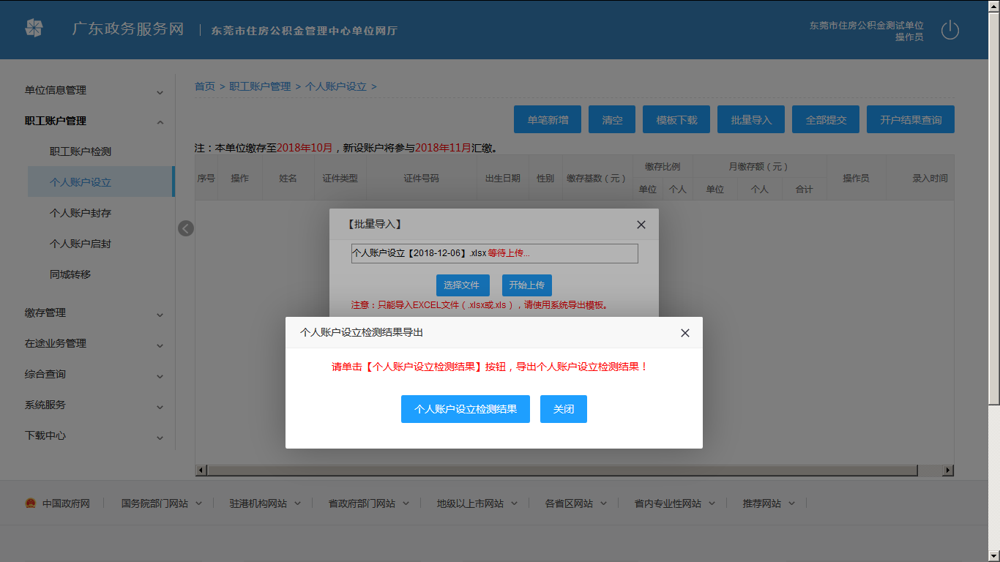 广东政务服务网 | 东莞市住房公积金管理中心单位网厅
东莞市住房公积金测试单位
操作员
单位信息管理
职工账户管理
职工账户检测
个人账户设立
个人账户封存
个人账户启封
同城转移
缴存管理
在途业务管理
综合查询
系统服务
下载中心
首页 > 职工账户管理 > 个人账户设立 >
单笔新增 清空 模板下载 批量导入 全部提交 开户结果查询
注：本单位缴存至2018年10月，新设账户将参与2018年11月汇缴。
序号 操作 姓名 证件类型 证件号码 出生日期 性别 缴存基数（元） 缴存比例 月缴存额（元） 操作员 录入时间
单位 个人 单位 个人 合计
【批量导入】
个人账户设立【2018-12-06】.xlsx 等待上传...
选择文件 开始上传
注意：只能导入EXCEL文件（.xlsx或.xls），请使用系统导出模板。
个人账户设立检测结果导出
请单击【个人账户设立检测结果】按钮，导出个人账户设立检测结果！
个人账户设立检测结果 关闭
中国政府网 国务院部门网站 驻港机构网站 省政府部门网站 地级以上市网站 各省区网站 省内专业性网站 推荐网站